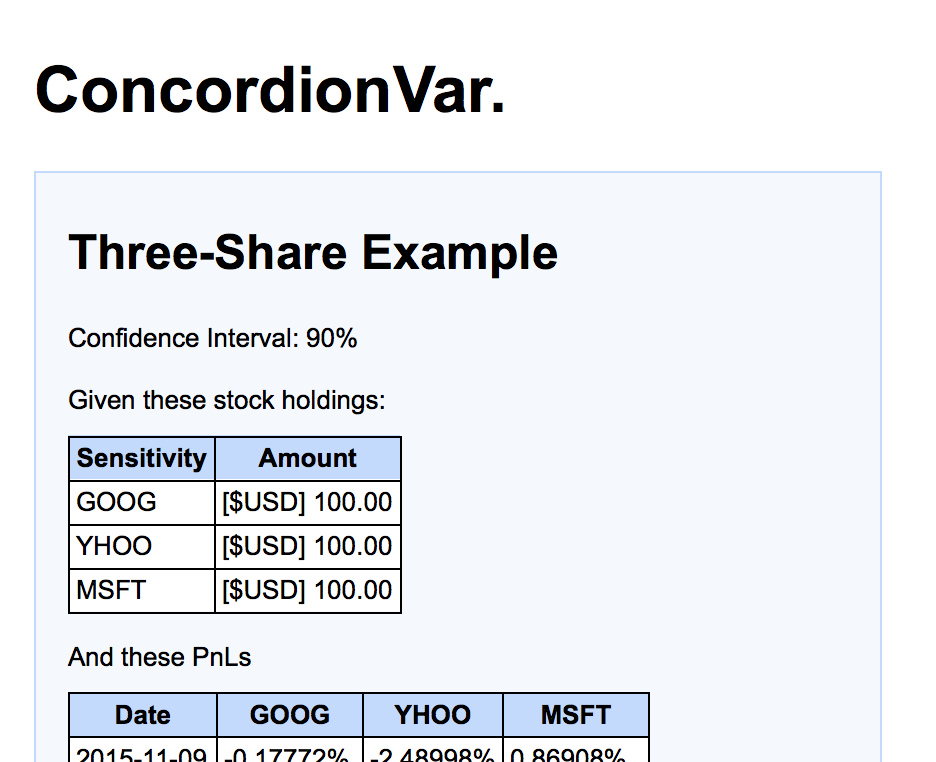 ConcordionVar.
Three-Share Example
Confidence Interval: 90%
Given these stock holdings:
Sensitivity Amount
GOOG [$USD] 100.00
YHOO [$USD] 100.00
MSFT [$USD] 100.00
And these PnLs
Date GOOG YHOO MSFT
2015-11-09 -0.17772% -2.48998% 0.86908%